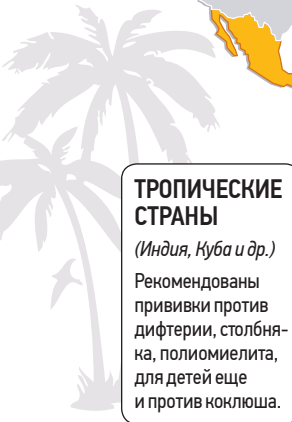 ТРОПИЧЕСКИЕ
СТРАНЫ
(Индия, Куба и др.)
Рекомендованы
прививки против
дифтерии, столбня-
ка, полиомиелита,
для детей еще
и против коклюша.